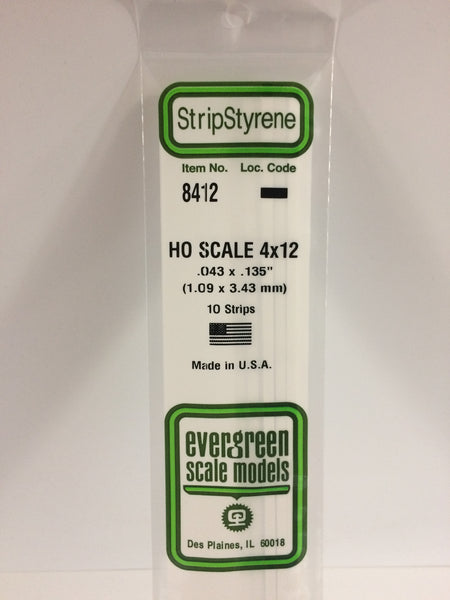 StripStyrene
Item No. Loc. Code
8412
HO SCALE 4x12
.043 x .135"
(1.09 x 3.43 mm)
10 Strips
Made in U.S.A.
evergreen
scale models
Des Plaines, IL 60018